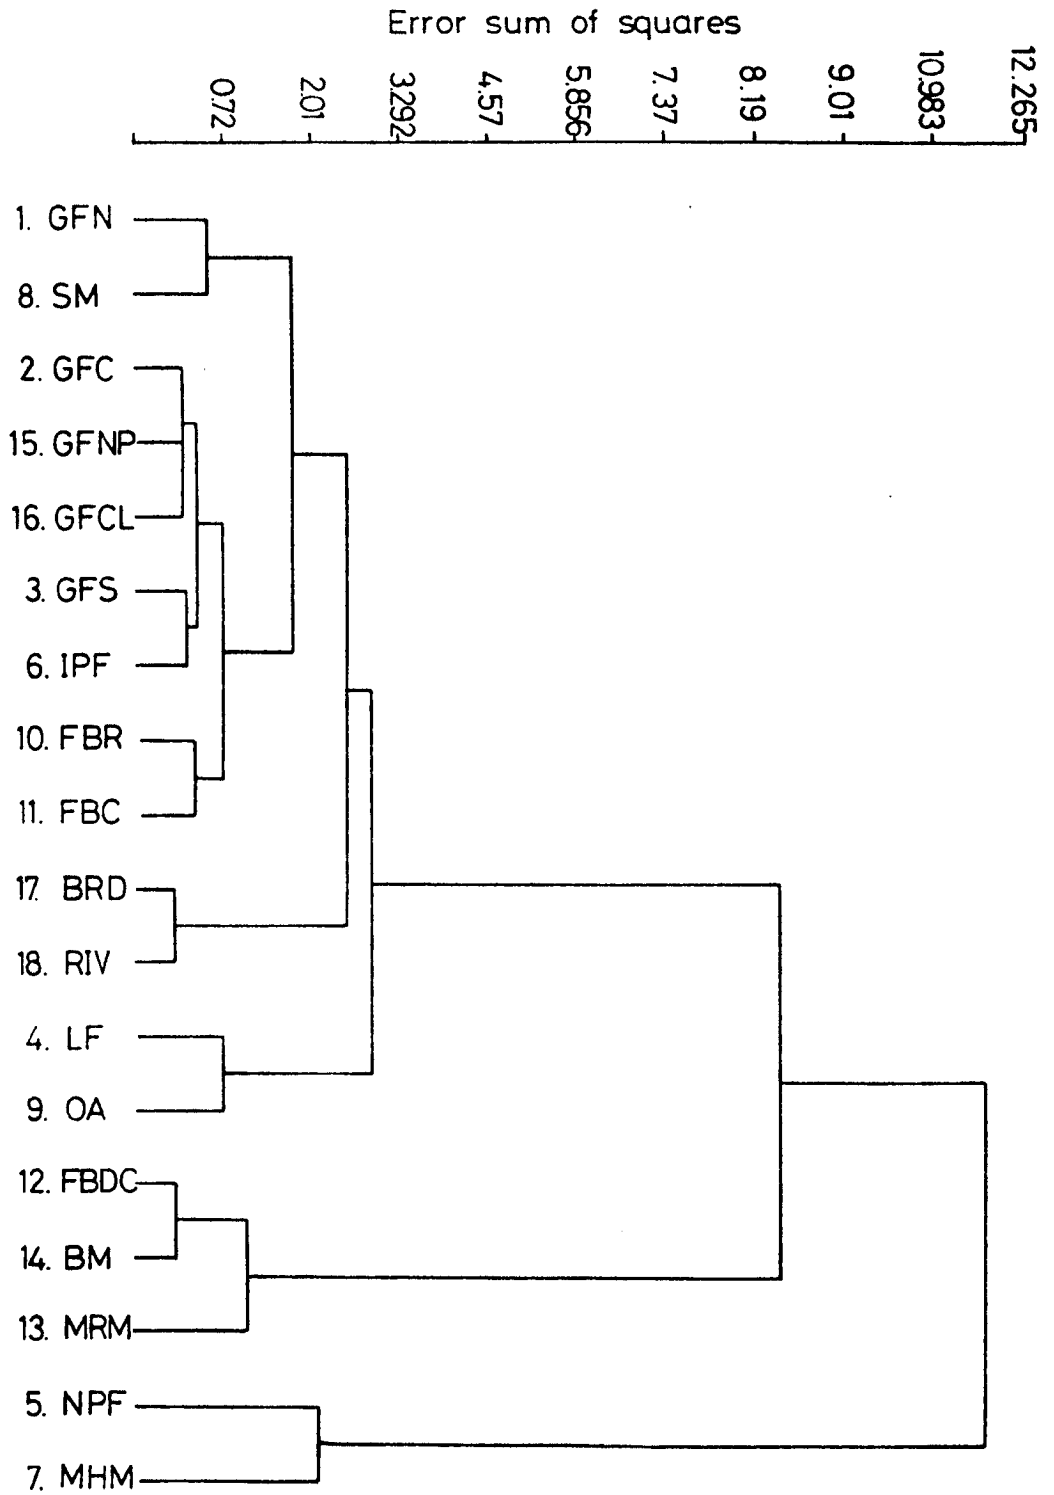 Error sum of squares
0.72 2.01 3.292 4.57 5.856 7.37 8.19 9.01 10.983 12.265
1. GFN
8. SM
2. GFC
15. GFNP
16. GFCL
3. GFS
6. IPF
10. FBR
11. FBC
17. BRD
18. RIV
4. LF
9. OA
12. FBDC
14. BM
13. MRM
5. NPF
7. MHM